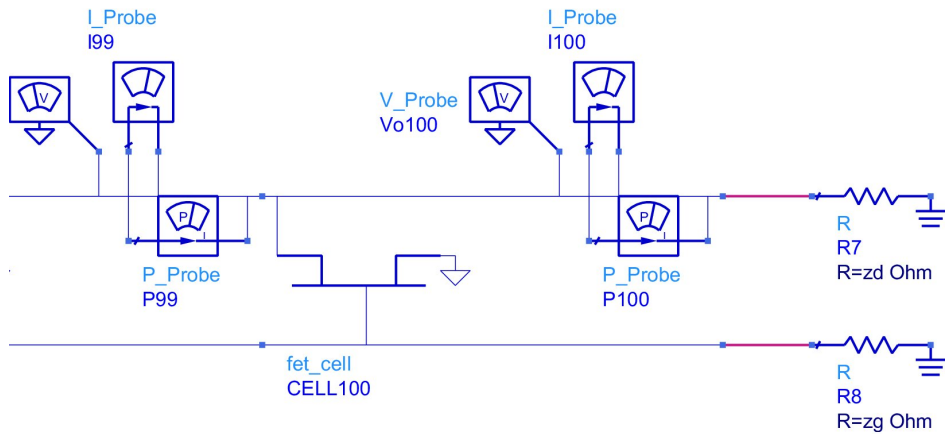 I_Probe
I99
I_Probe
I100
V
V_Probe
Vo100
V
P
I
P_Probe
P99
P
I
P_Probe
P100
R
R7
R=zd Ohm
fet_cell
CELL100
R
R8
R=zg Ohm